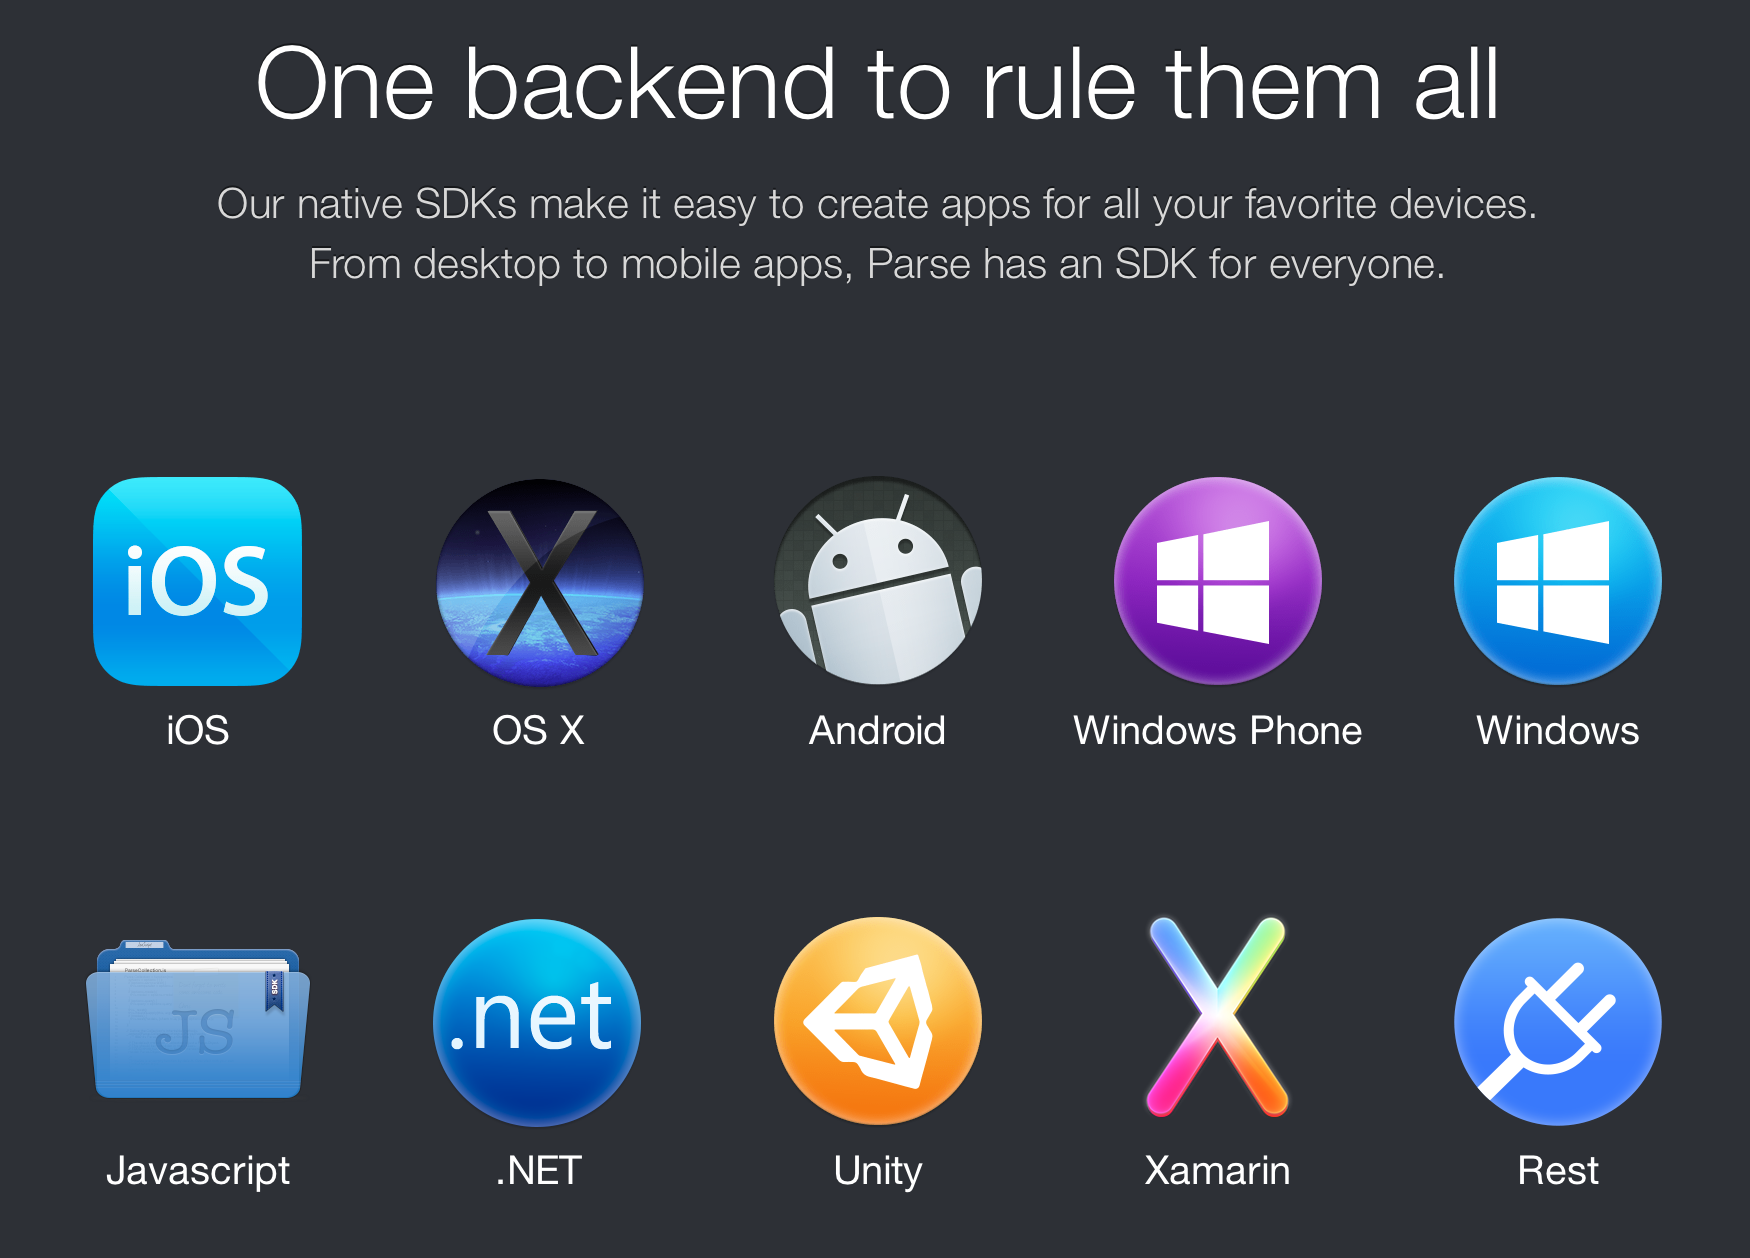 One backend to rule them all
Our native SDKs make it easy to create apps for all your favorite devices.
From desktop to mobile apps, Parse has an SDK for everyone.
iOS
X
iOS
OS X
Android
Windows Phone
Windows
SDK
JS
.net
Javascript
.NET
Unity
Xamarin
Rest